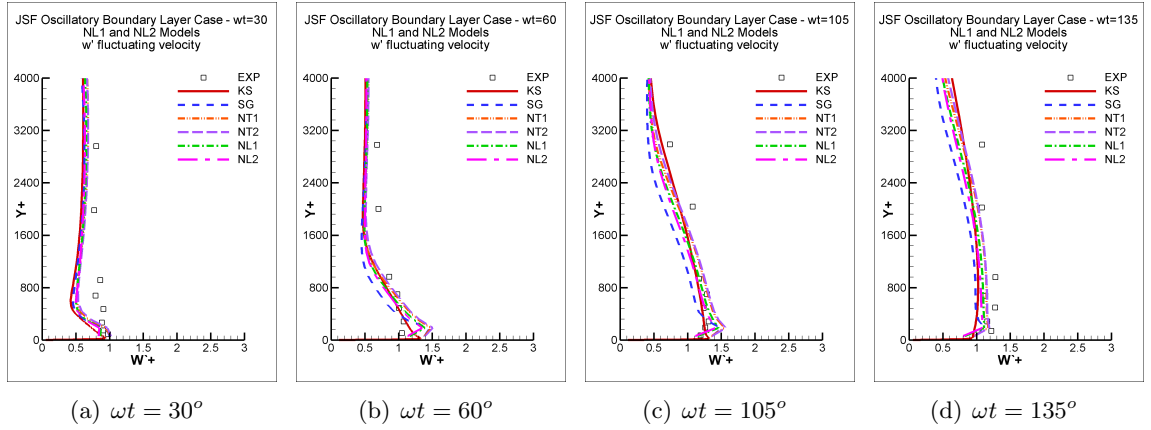 JSF Oscillatory Boundary Layer Case - wt=30
NL1 and NL2 Models
w' fluctuating velocity
EXP
KS
SG
NT1
NT2
NL1
NL2
4000
3200
2400
1600
800
0
Y+
0 0.5 1 1.5 2 2.5 3
W`+
(a) ωt = 30°
JSF Oscillatory Boundary Layer Case - wt=60
NL1 and NL2 Models
w' fluctuating velocity
EXP
KS
SG
NT1
NT2
NL1
NL2
4000
3200
2400
1600
800
0
Y+
0 0.5 1 1.5 2 2.5 3
W`+
(b) ωt = 60°
JSF Oscillatory Boundary Layer Case - wt=105
NL1 and NL2 Models
w' fluctuating velocity
EXP
KS
SG
NT1
NT2
NL1
NL2
4000
3200
2400
1600
800
0
Y+
0 0.5 1 1.5 2 2.5 3
W`+
(c) ωt = 105°
JSF Oscillatory Boundary Layer Case - wt=135
NL1 and NL2 Models
w' fluctuating velocity
EXP
KS
SG
NT1
NT2
NL1
NL2
4000
3200
2400
1600
800
0
Y+
0 0.5 1 1.5 2 2.5 3
W`+
(d) ωt = 135°